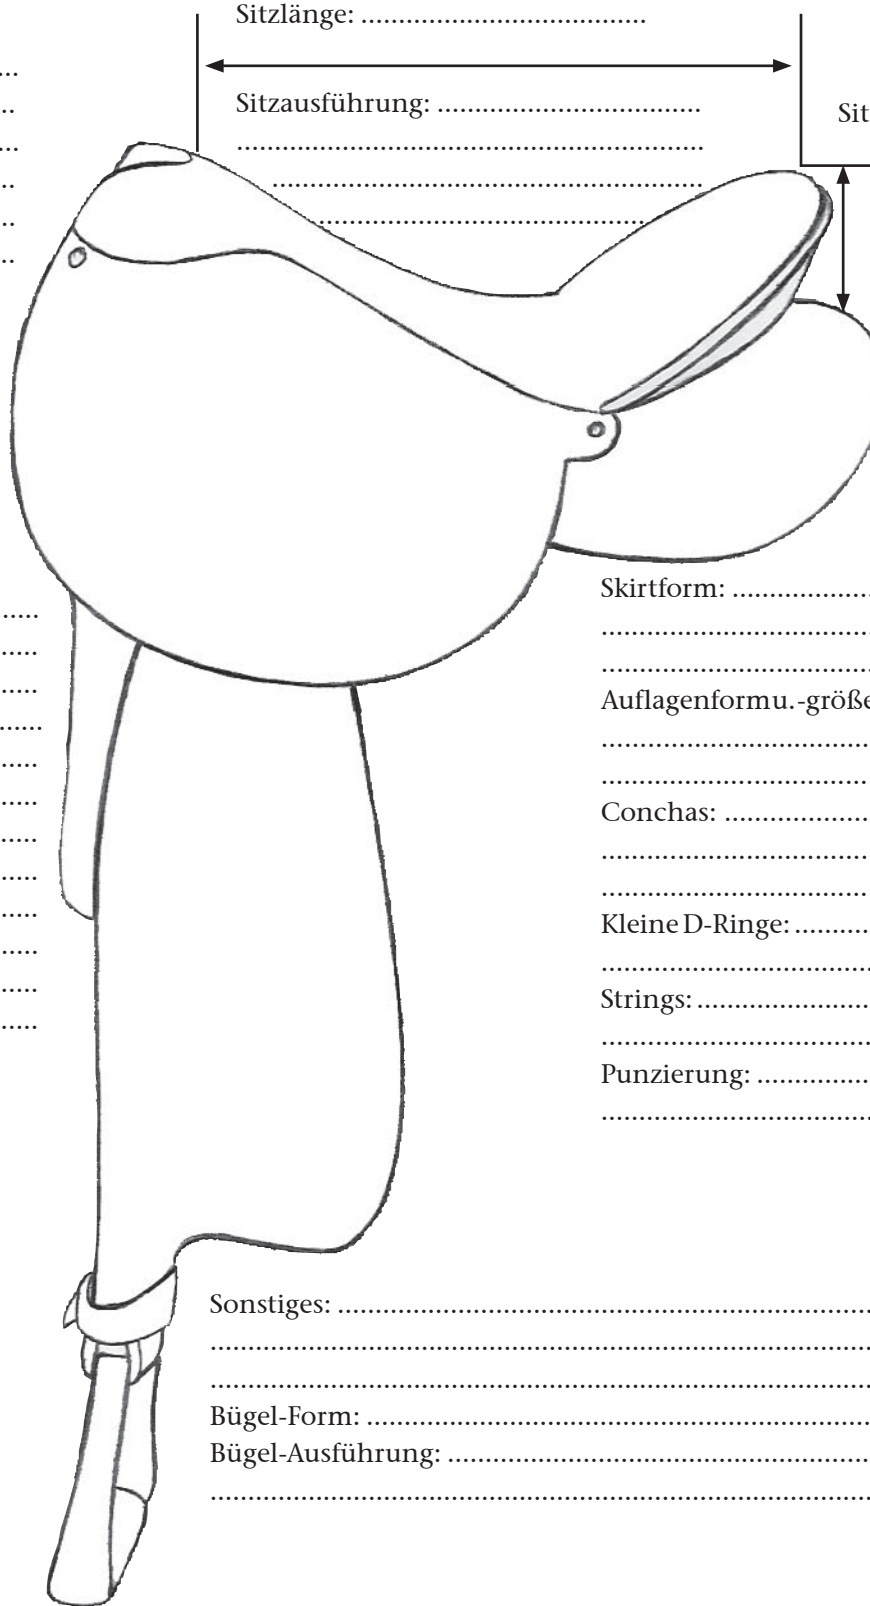 Sitzlänge: ......................................
Sitzausführung: ...................................
Sit
Skirtform: ..................
Auflagenformu.-größe
Conchas: ...................
Kleine D-Ringe: ..........
Strings: .......................
Punzierung: ...............
Sonstiges: .......................................................................
Bügel-Form: ...................................................................
Bügel-Ausführung: ........................................................